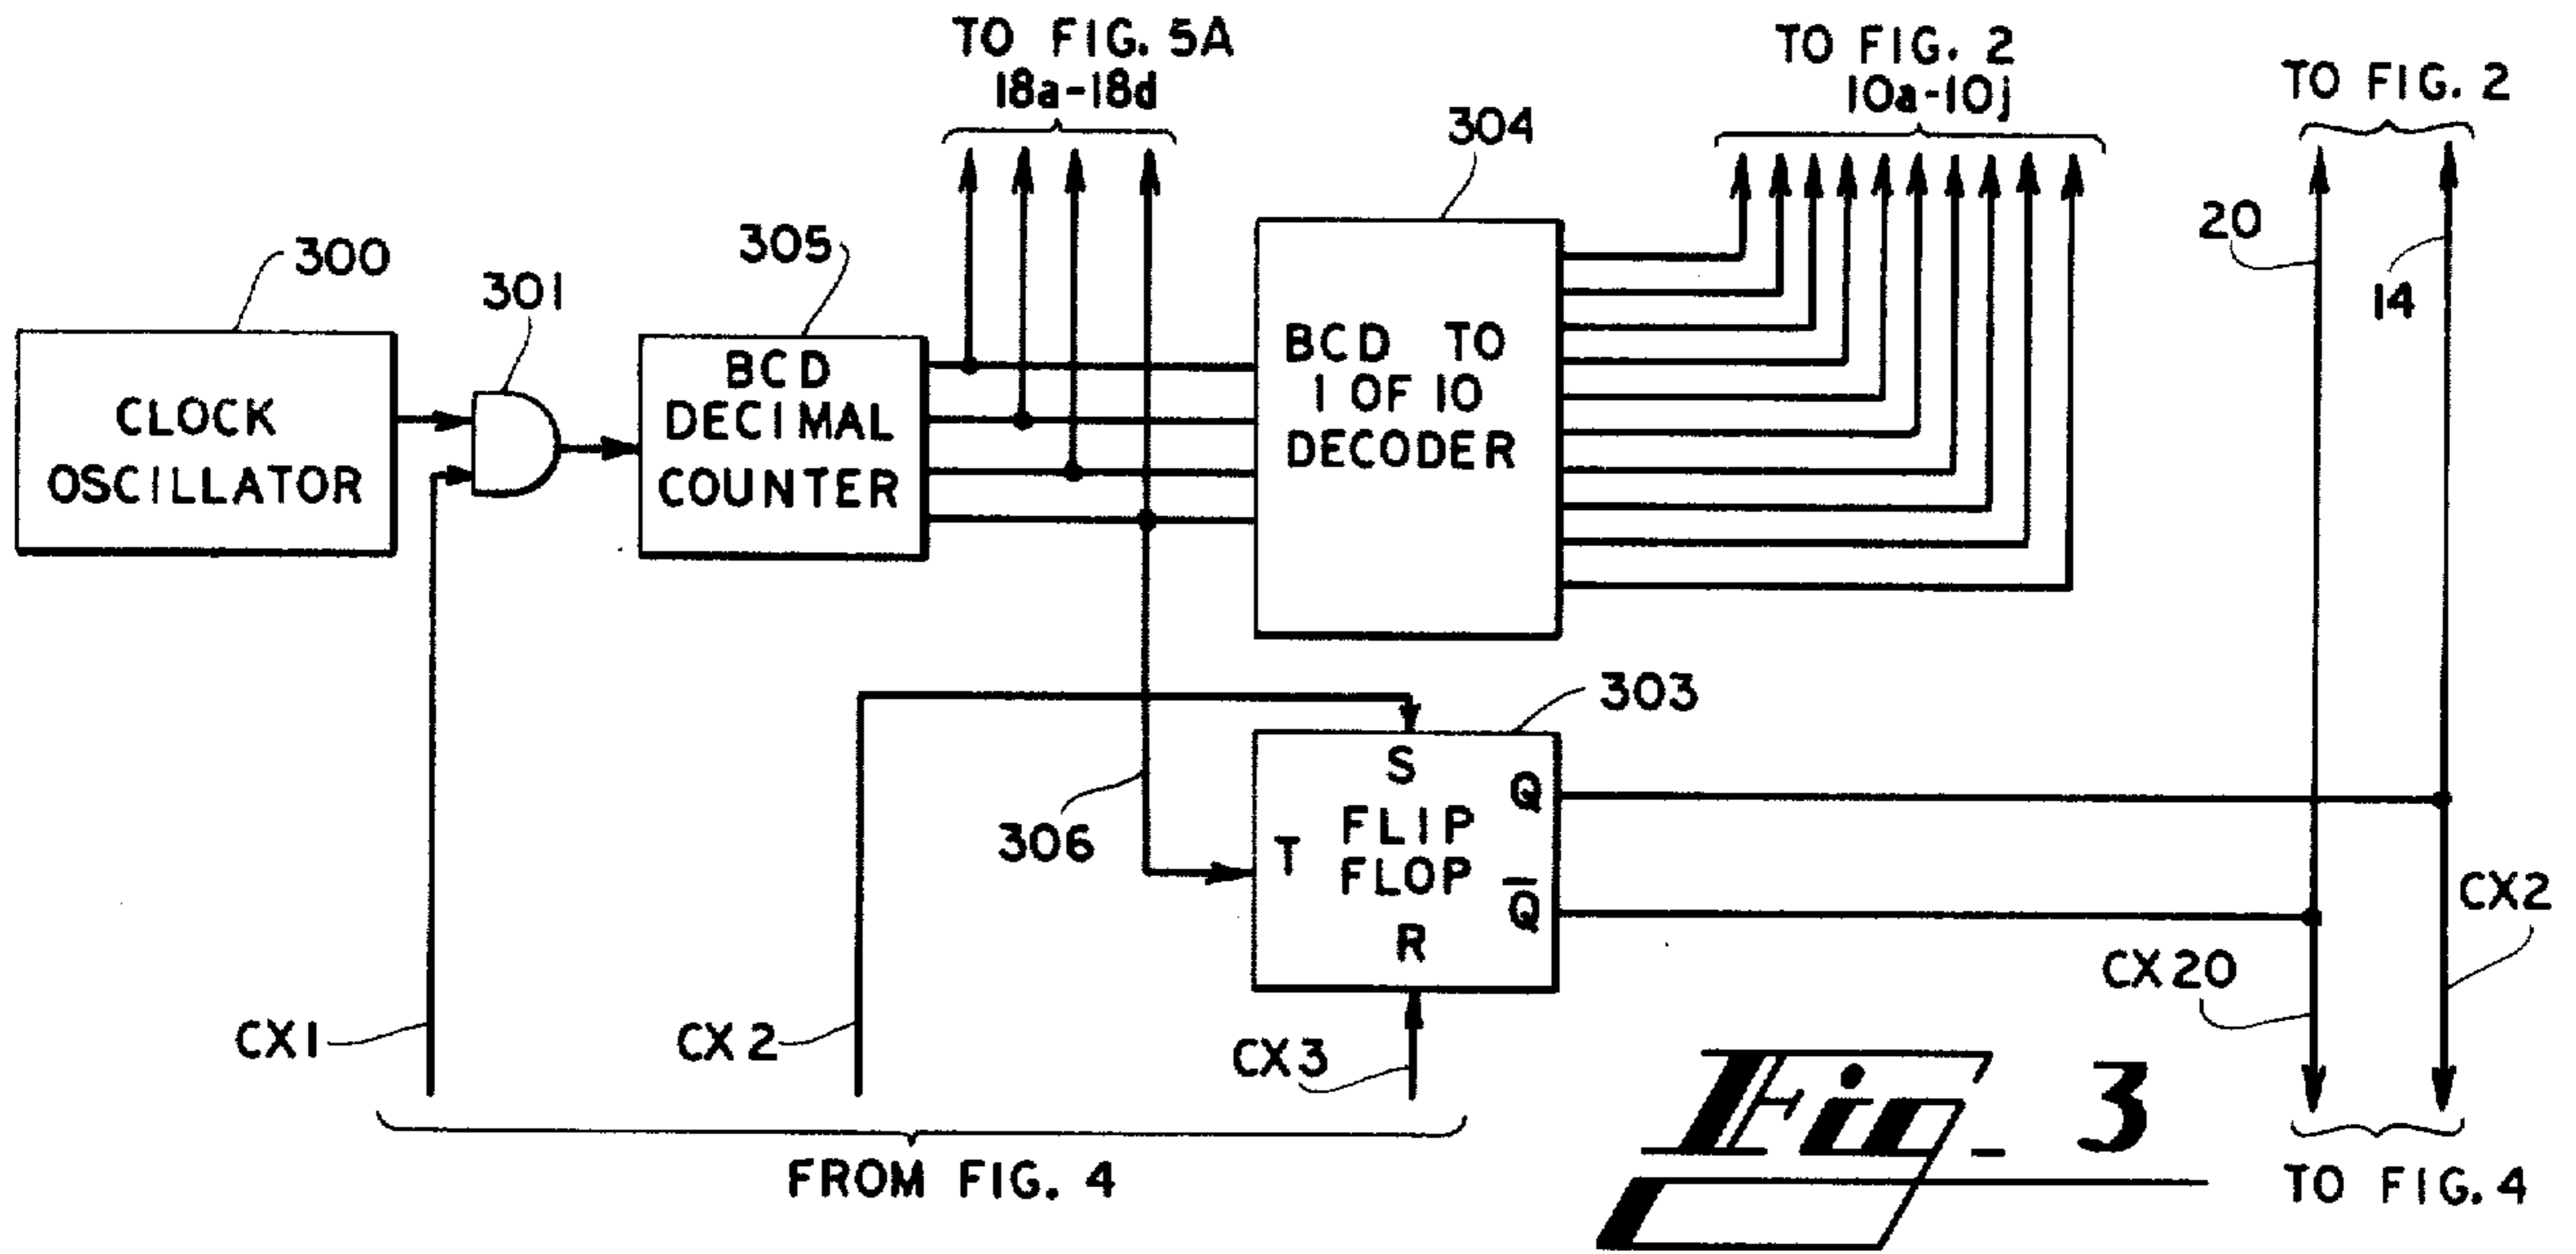 TO FIG. 5A
18a-18d
TO FIG. 2
10a-10j
TO FIG. 2
304
20
14
300
301
305
CLOCK
OSCILLATOR
BCD
DECIMAL
COUNTER
BCD TO
1 OF 10
DECODER
303
306
S
T
FLIP
FLOP
Q
Q̅
R
CX1
CX2
CX3
CX20
CX2
FROM FIG. 4
Fig. 3
TO FIG. 4